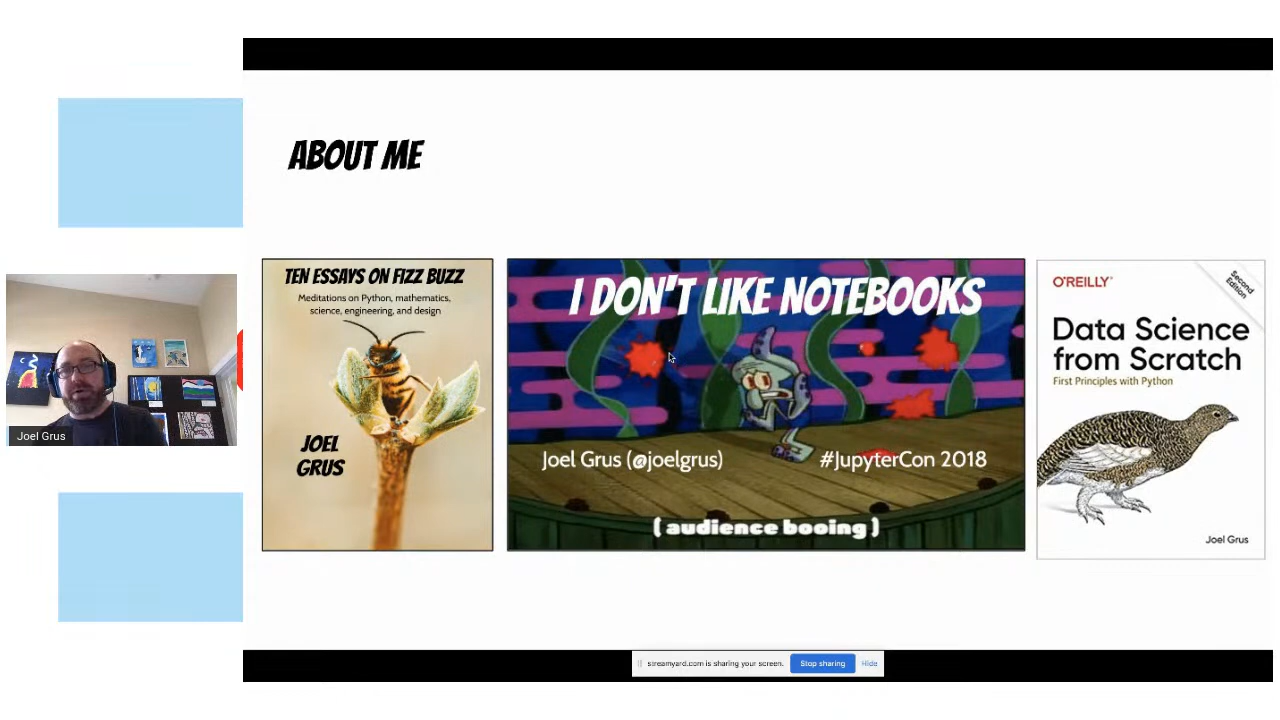 ABOUT ME
TEN ESSAYS ON FIZZ BUZZ
Meditations on Python, mathematics,
science, engineering, and design
JOEL
GRUS
I DON'T LIKE NOTEBOOKS
Joel Grus (@joelgrus)
#JupyterCon 2018
( audience booing )
O'REILLY®
Second
Edition
Data Science
from Scratch
First Principles with Python
Joel Grus
Joel Grus
streamyard.com is sharing your screen.
Stop sharing
Hide